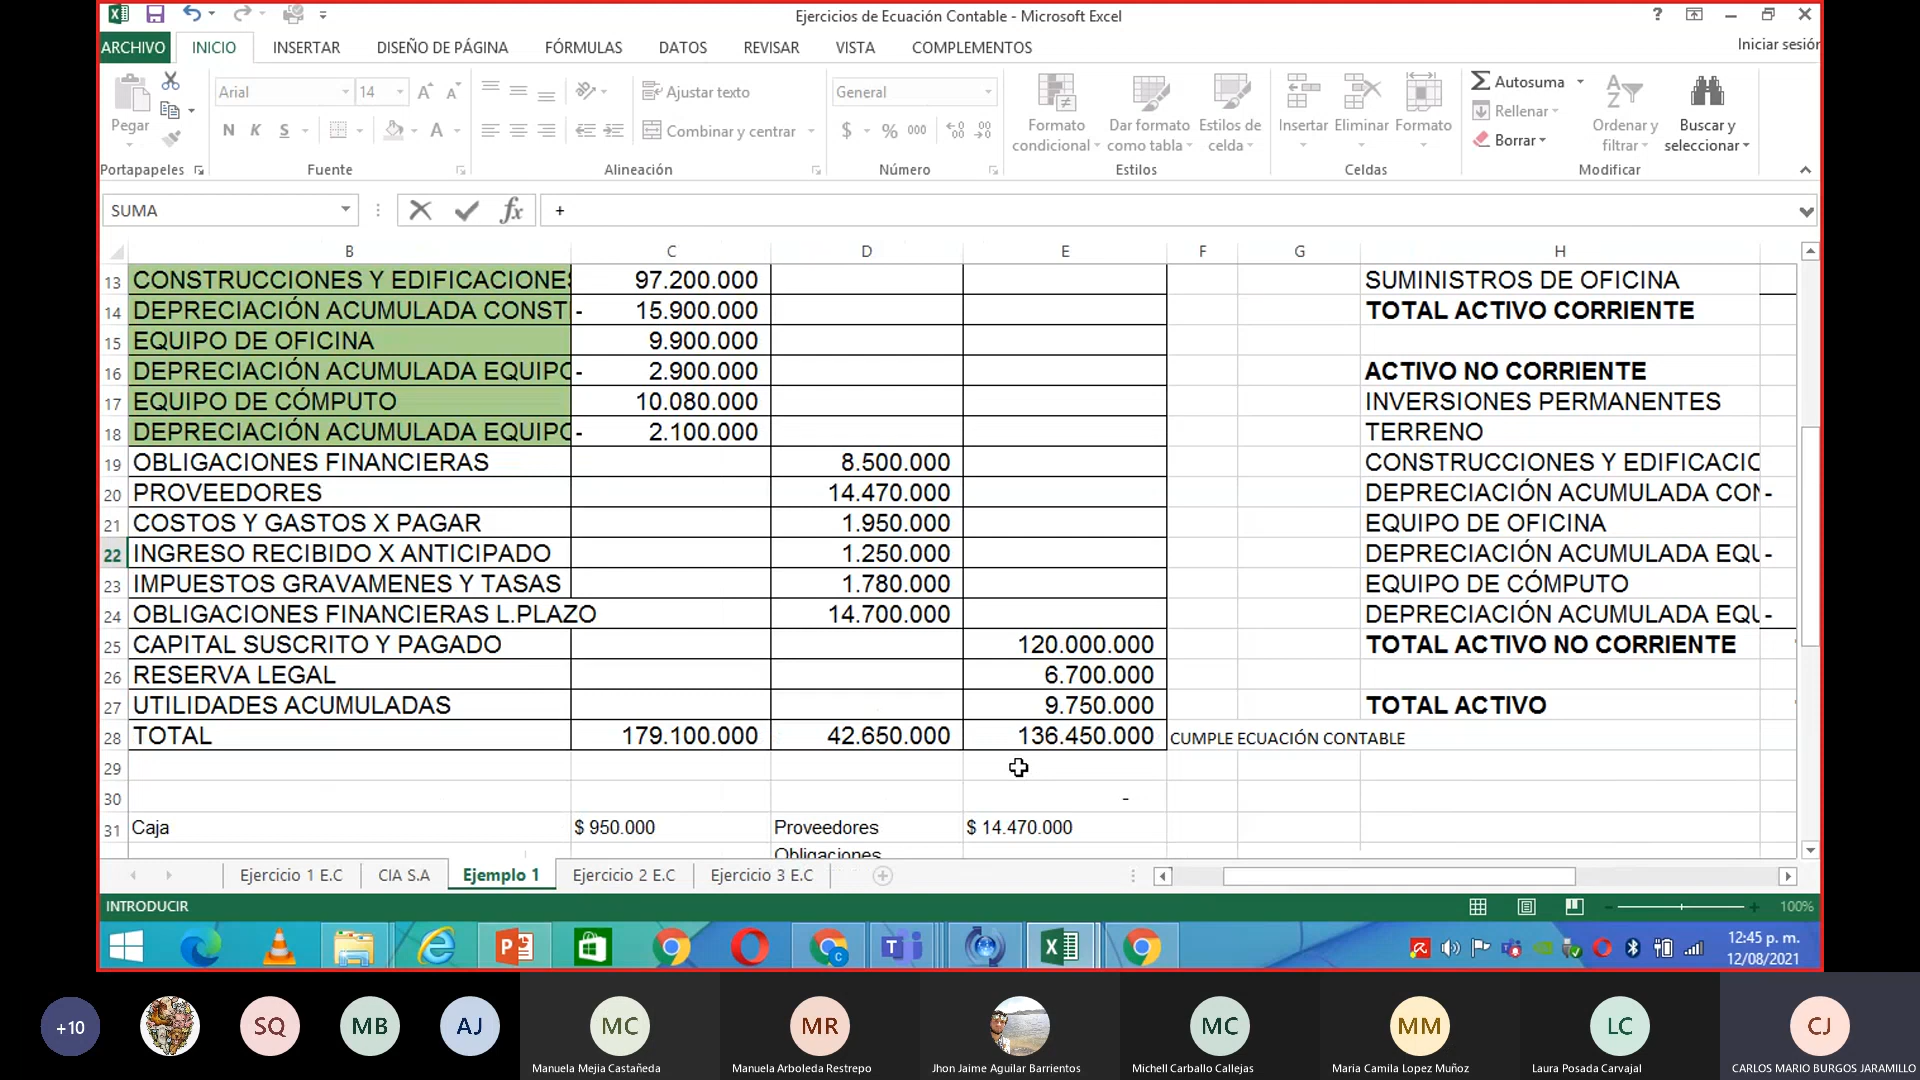 Ejercicios de Ecuación Contable - Microsoft Excel
ARCHIVO INICIO INSERTAR DISEÑO DE PÁGINA FÓRMULAS DATOS REVISAR VISTA COMPLEMENTOS Iniciar sesión
Pegar
Portapapeles
Arial 14
N K S
Fuente
Ajustar texto
Combinar y centrar
Alineación
General
$ % 000
Número
Formato condicional
Dar formato como tabla
Estilos de celda
Estilos
Insertar Eliminar Formato
Celdas
Autosuma
Rellenar
Borrar
Ordenar y filtrar
Buscar y seleccionar
Modificar
SUMA fx +
B C D E F G H
13 CONSTRUCCIONES Y EDIFICACIONES 97.200.000 SUMINISTROS DE OFICINA
14 DEPRECIACIÓN ACUMULADA CONST - 15.900.000 TOTAL ACTIVO CORRIENTE
15 EQUIPO DE OFICINA 9.900.000
16 DEPRECIACIÓN ACUMULADA EQUIPO - 2.900.000 ACTIVO NO CORRIENTE
17 EQUIPO DE CÓMPUTO 10.080.000 INVERSIONES PERMANENTES
18 DEPRECIACIÓN ACUMULADA EQUIPO - 2.100.000 TERRENO
19 OBLIGACIONES FINANCIERAS 8.500.000 CONSTRUCCIONES Y EDIFICACIO
20 PROVEEDORES 14.470.000 DEPRECIACIÓN ACUMULADA CON -
21 COSTOS Y GASTOS X PAGAR 1.950.000 EQUIPO DE OFICINA
22 INGRESO RECIBIDO X ANTICIPADO 1.250.000 DEPRECIACIÓN ACUMULADA EQU -
23 IMPUESTOS GRAVAMENES Y TASAS 1.780.000 EQUIPO DE CÓMPUTO
24 OBLIGACIONES FINANCIERAS L.PLAZO 14.700.000 DEPRECIACIÓN ACUMULADA EQU -
25 CAPITAL SUSCRITO Y PAGADO 120.000.000 TOTAL ACTIVO NO CORRIENTE
26 RESERVA LEGAL 6.700.000
27 UTILIDADES ACUMULADAS 9.750.000 TOTAL ACTIVO
28 TOTAL 179.100.000 42.650.000 136.450.000 CUMPLE ECUACIÓN CONTABLE
29
30 -
31 Caja $ 950.000 Proveedores $ 14.470.000
Obligaciones
Ejercicio 1 E.C CIA S.A Ejemplo 1 Ejercicio 2 E.C Ejercicio 3 E.C
INTRODUCIR 100%
12:45 p. m.
12/08/2021
+10 SQ MB AJ MC MR MC MM LC CJ
Manuela Mejia Castañeda Manuela Arboleda Restrepo Jhon Jaime Aguilar Barrientos Michell Carballo Callejas Maria Camila Lopez Muñoz Laura Posada Carvajal CARLOS MARIO BURGOS JARAMILLO